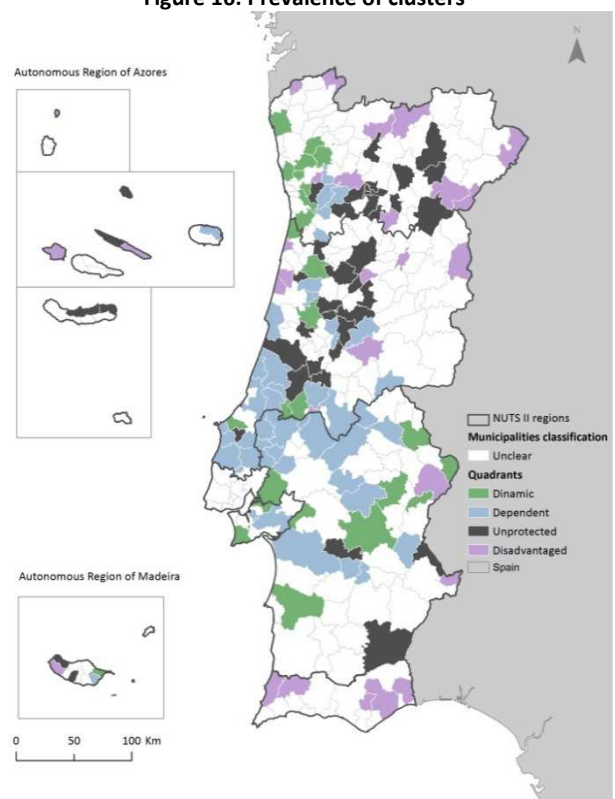 Figure 16. Prevalence of clusters
N
Autonomous Region of Azores
NUTS II regions
Municipalities classification
Unclear
Quadrants
Dinamic
Dependent
Unprotected
Disadvantaged
Spain
Autonomous Region of Madeira
0 50 100 Km